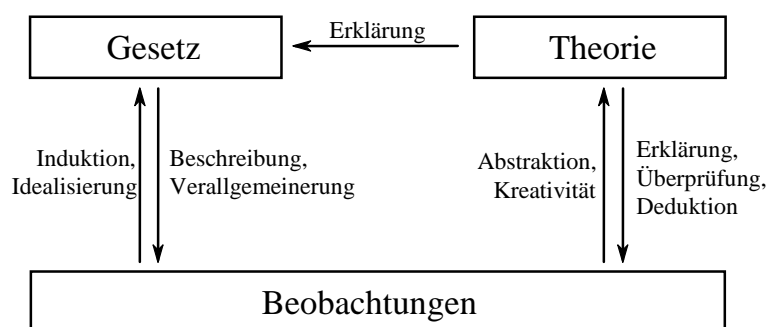 Gesetz
Erklärung
Theorie
Induktion,
Idealisierung
Beschreibung,
Verallgemeinerung
Abstraktion,
Kreativität
Erklärung,
Überprüfung,
Deduktion
Beobachtungen